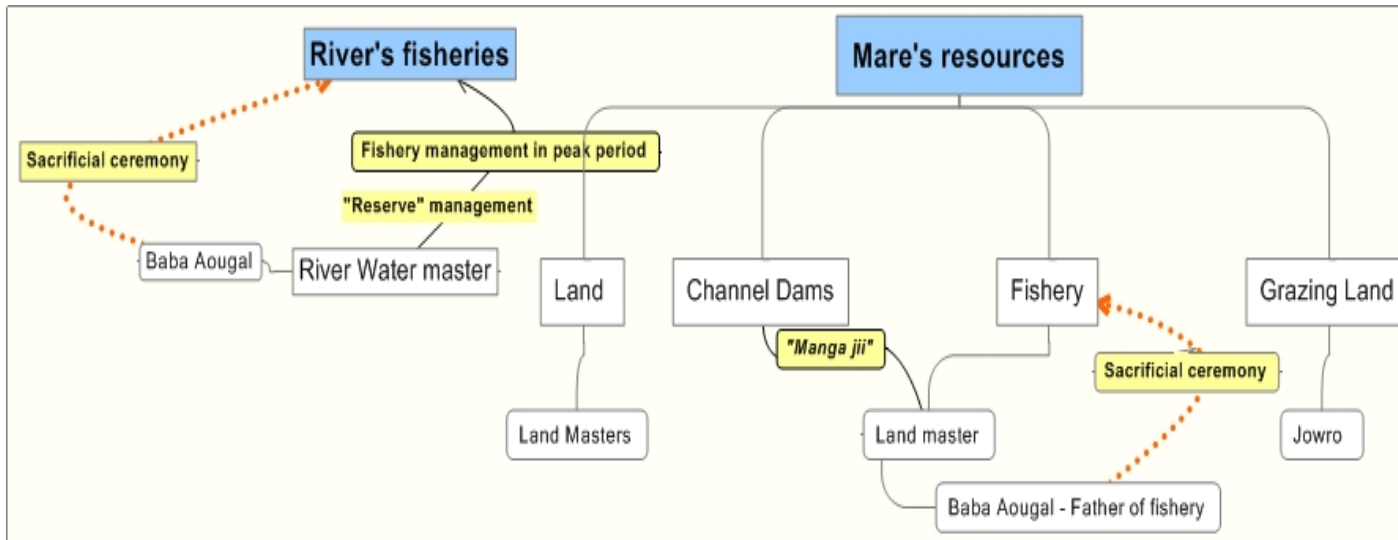 River's fisheries
Mare's resources
Sacrificial ceremony
Fishery management in peak period
"Reserve" management
Baba Aougal
River Water master
Land
Channel Dams
Fishery
Grazing Land
"Manga jii"
Sacrificial ceremony
Land Masters
Land master
Jowro
Baba Aougal - Father of fishery